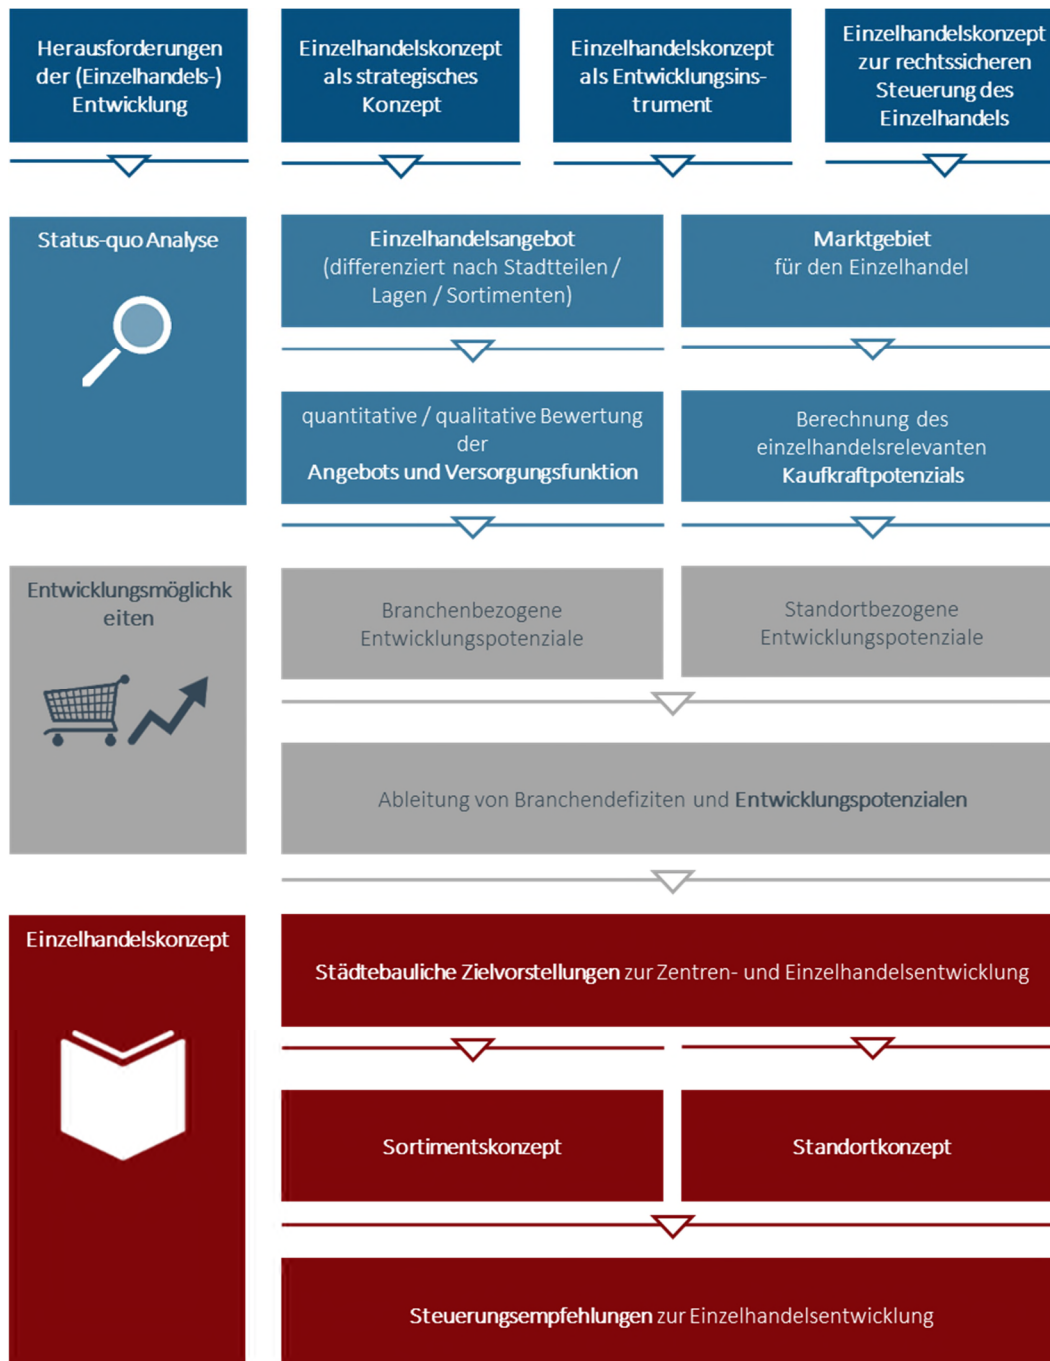 Herausforderungen
der (Einzelhandels-)
Entwicklung
Einzelhandelskonzept
als strategisches
Konzept
Einzelhandelskonzept
als Entwicklungsins-
trument
Einzelhandelskonzept
zur rechtssicheren
Steuerung des
Einzelhandels
Status-quo Analyse
Einzelhandelsangebot
(differenziert nach Stadtteilen /
Lagen / Sortimenten)
Marktgebiet
für den Einzelhandel
quantitative / qualitative Bewertung
der
Angebots und Versorgungsfunktion
Berechnung des
einzelhandelsrelevanten
Kaufkraftpotenzials
Entwicklungsmöglichk
eiten
Branchenbezogene
Entwicklungspotenziale
Standortbezogene
Entwicklungspotenziale
Ableitung von Branchendefiziten und Entwicklungspotenzialen
Einzelhandelskonzept
Städtebauliche Zielvorstellungen zur Zentren- und Einzelhandelsentwicklung
Sortimentskonzept
Standortkonzept
Steuerungsempfehlungen zur Einzelhandelsentwicklung